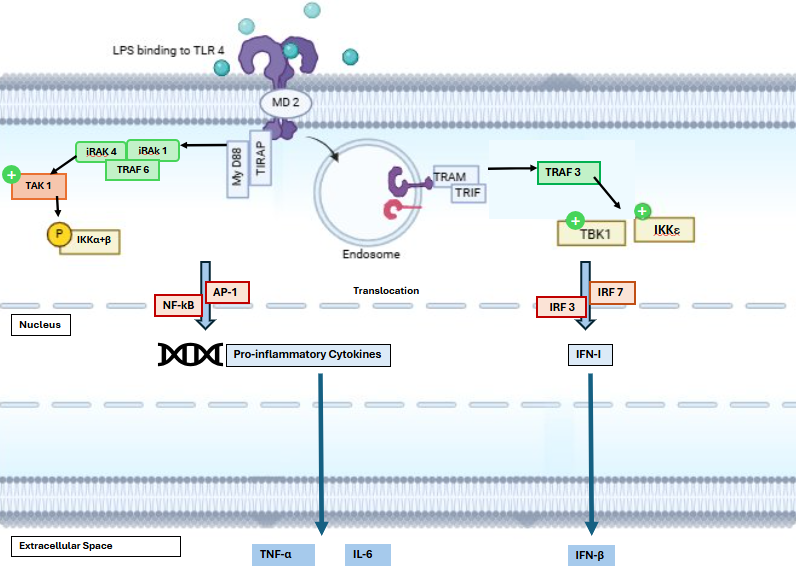 LPS binding to TLR 4
MD 2
iRAK 4
iRAk 1
TRAF 6
My D88
TIRAP
TAK 1
P
IKKα+β
Endosome
TRAM
TRIF
TRAF 3
TBK1
IKKε
NF-kB
AP-1
Translocation
IRF 7
IRF 3
Nucleus
Pro-inflammatory Cytokines
IFN-I
Extracellular Space
TNF-α
IL-6
IFN-β